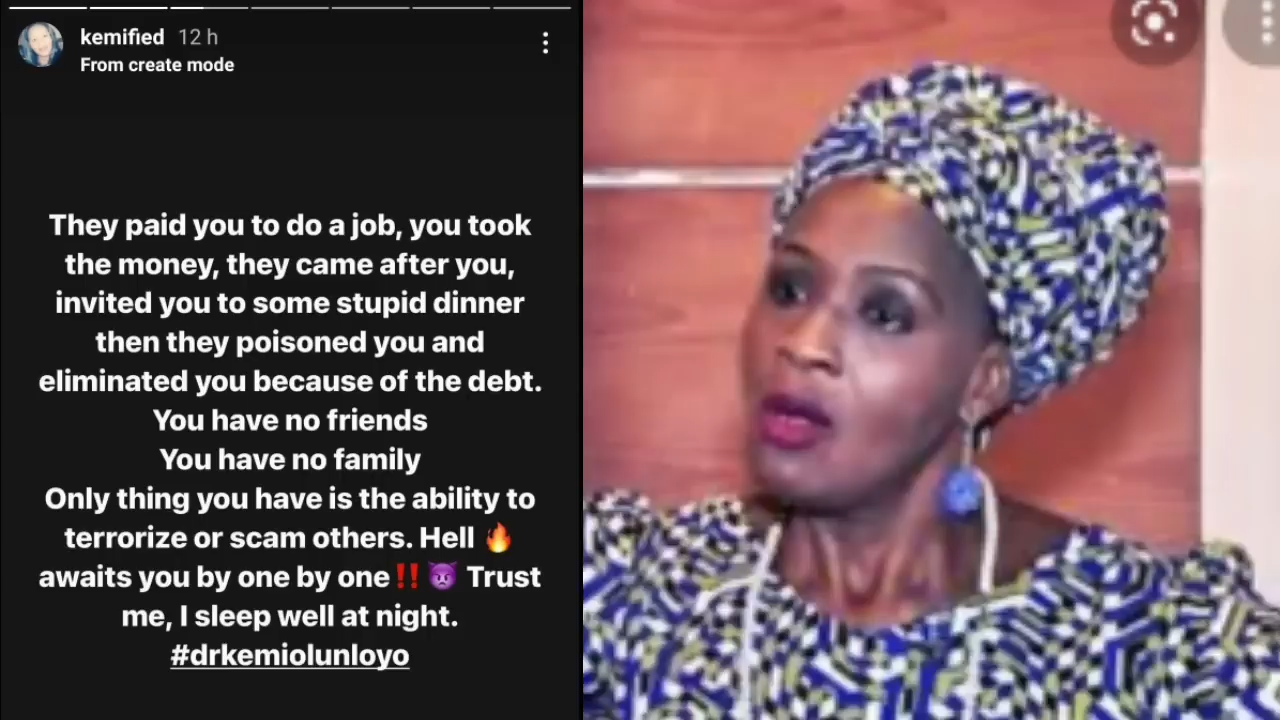 kemified 12 h
From create mode
They paid you to do a job, you took
the money, they came after you,
invited you to some stupid dinner
then they poisoned you and
eliminated you because of the debt.
You have no friends
You have no family
Only thing you have is the ability to
terrorize or scam others. Hell 🔥
awaits you by one by one‼️😈 Trust
me, I sleep well at night.
#drkemiolunloyo